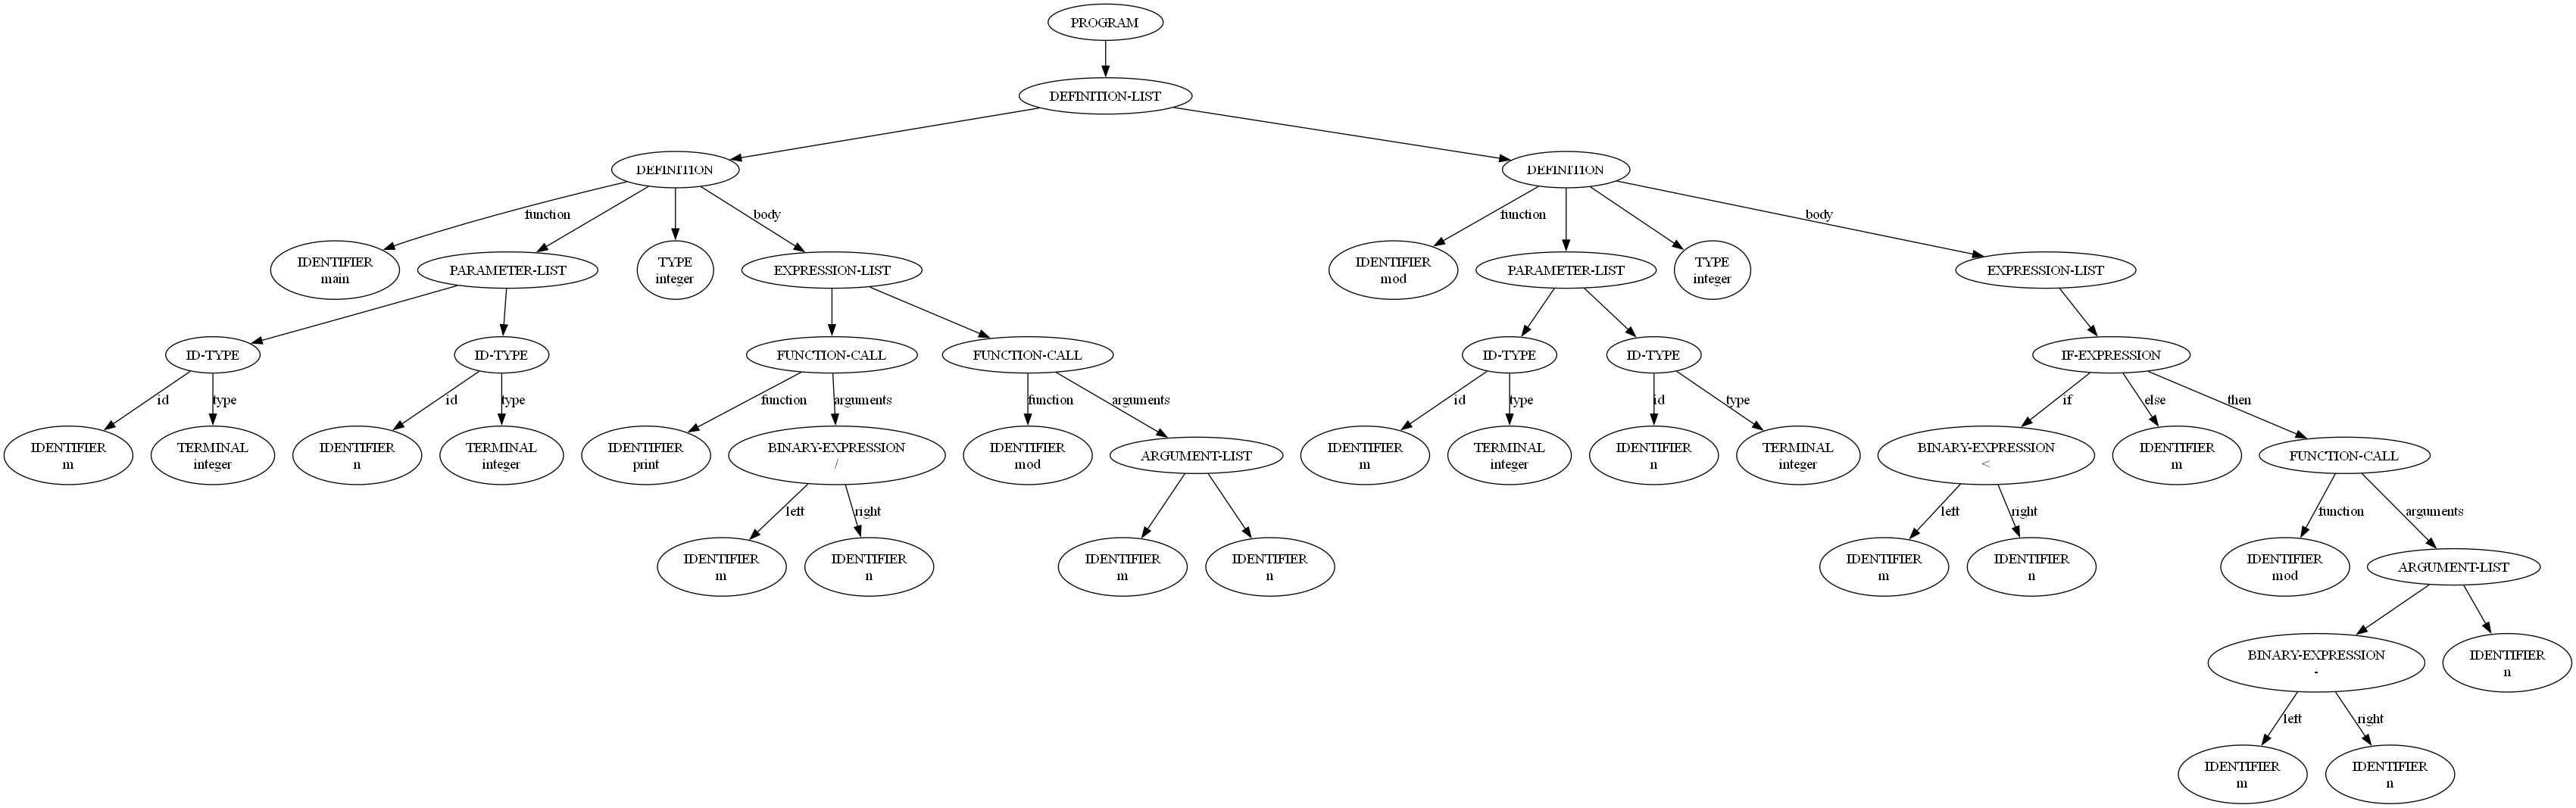 PROGRAM
DEFINITION-LIST
DEFINITION
DEFINITION
function
body
function
body
IDENTIFIER
main
PARAMETER-LIST
TYPE
integer
EXPRESSION-LIST
IDENTIFIER
mod
PARAMETER-LIST
TYPE
integer
EXPRESSION-LIST
ID-TYPE
ID-TYPE
FUNCTION-CALL
FUNCTION-CALL
ID-TYPE
ID-TYPE
IF-EXPRESSION
id
type
id
type
function
arguments
function
arguments
id
type
id
type
if
else
then
IDENTIFIER
m
TERMINAL
integer
IDENTIFIER
n
TERMINAL
integer
IDENTIFIER
print
BINARY-EXPRESSION
/
IDENTIFIER
mod
ARGUMENT-LIST
IDENTIFIER
m
TERMINAL
integer
IDENTIFIER
n
TERMINAL
integer
BINARY-EXPRESSION
<
IDENTIFIER
m
FUNCTION-CALL
left
right
left
right
function
arguments
IDENTIFIER
m
IDENTIFIER
n
IDENTIFIER
m
IDENTIFIER
n
IDENTIFIER
m
IDENTIFIER
n
IDENTIFIER
mod
ARGUMENT-LIST
BINARY-EXPRESSION
-
IDENTIFIER
n
left
right
IDENTIFIER
m
IDENTIFIER
n